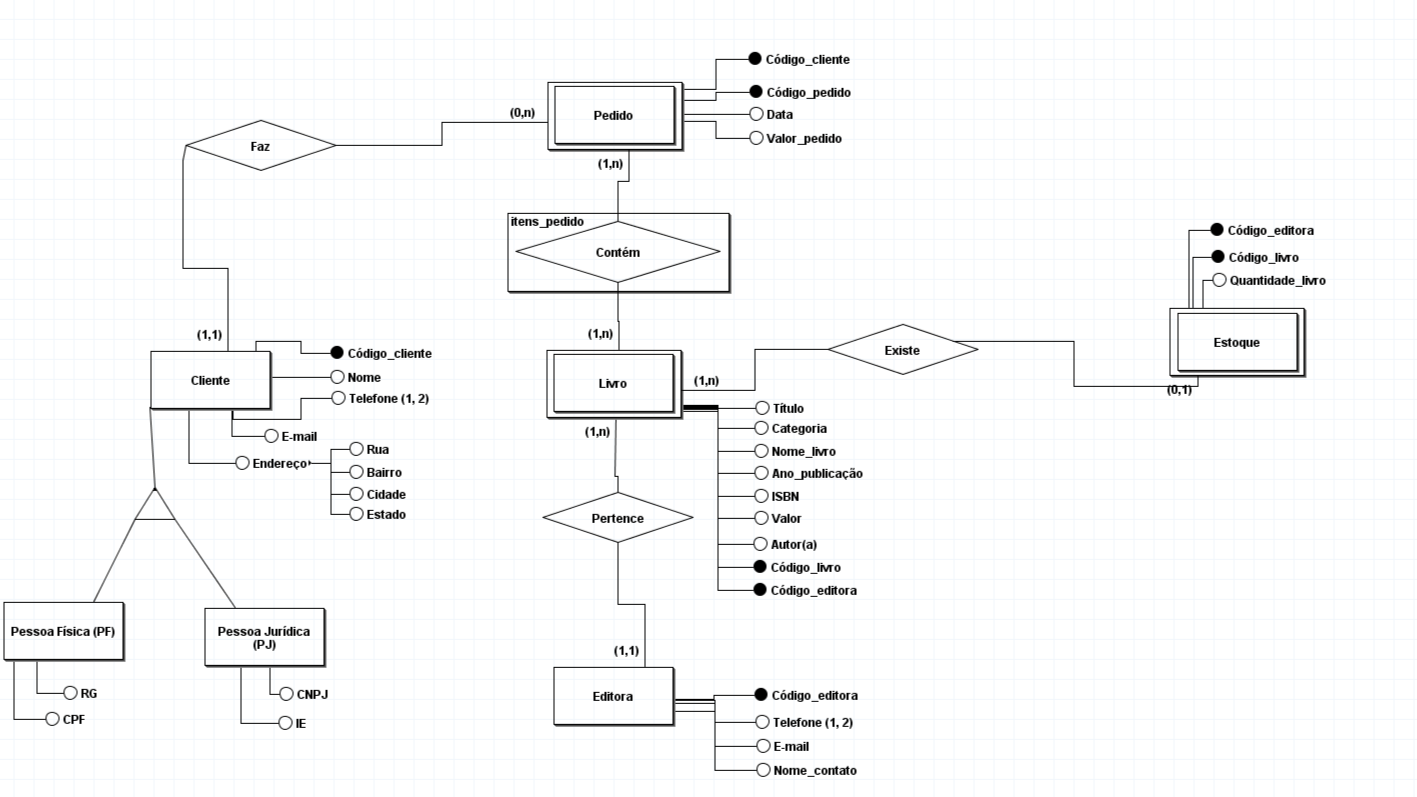 Código_cliente
Código_pedido
Data
Valor_pedido
Pedido
(0,n)
Faz
(1,n)
itens_pedido
Contém
(1,n)
(1,1)
Cliente
Código_cliente
Nome
Telefone (1, 2)
E-mail
Endereço
Rua
Bairro
Cidade
Estado
Livro
(1,n)
(1,n)
Existe
Código_editora
Código_livro
Quantidade_livro
Estoque
(0,1)
Título
Categoria
Nome_livro
Ano_publicação
ISBN
Valor
Autor(a)
Código_livro
Código_editora
Pertence
(1,1)
Pessoa Física (PF)
RG
CPF
Pessoa Jurídica
(PJ)
CNPJ
IE
Editora
Código_editora
Telefone (1, 2)
E-mail
Nome_contato